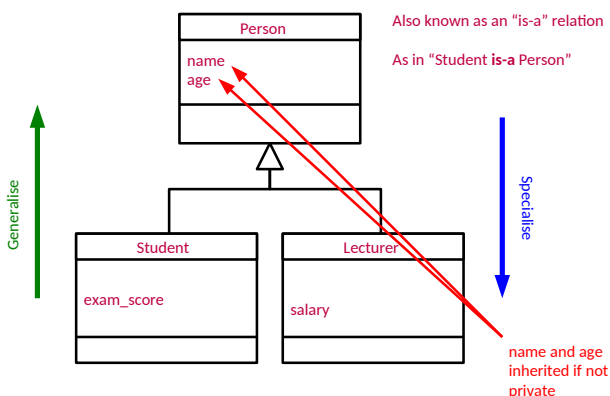 Person
Also known as an “is-a” relation
As in “Student is-a Person”
name
age
Generalise
Specialise
Student
Lecturer
exam_score
salary
name and age
inherited if not
private